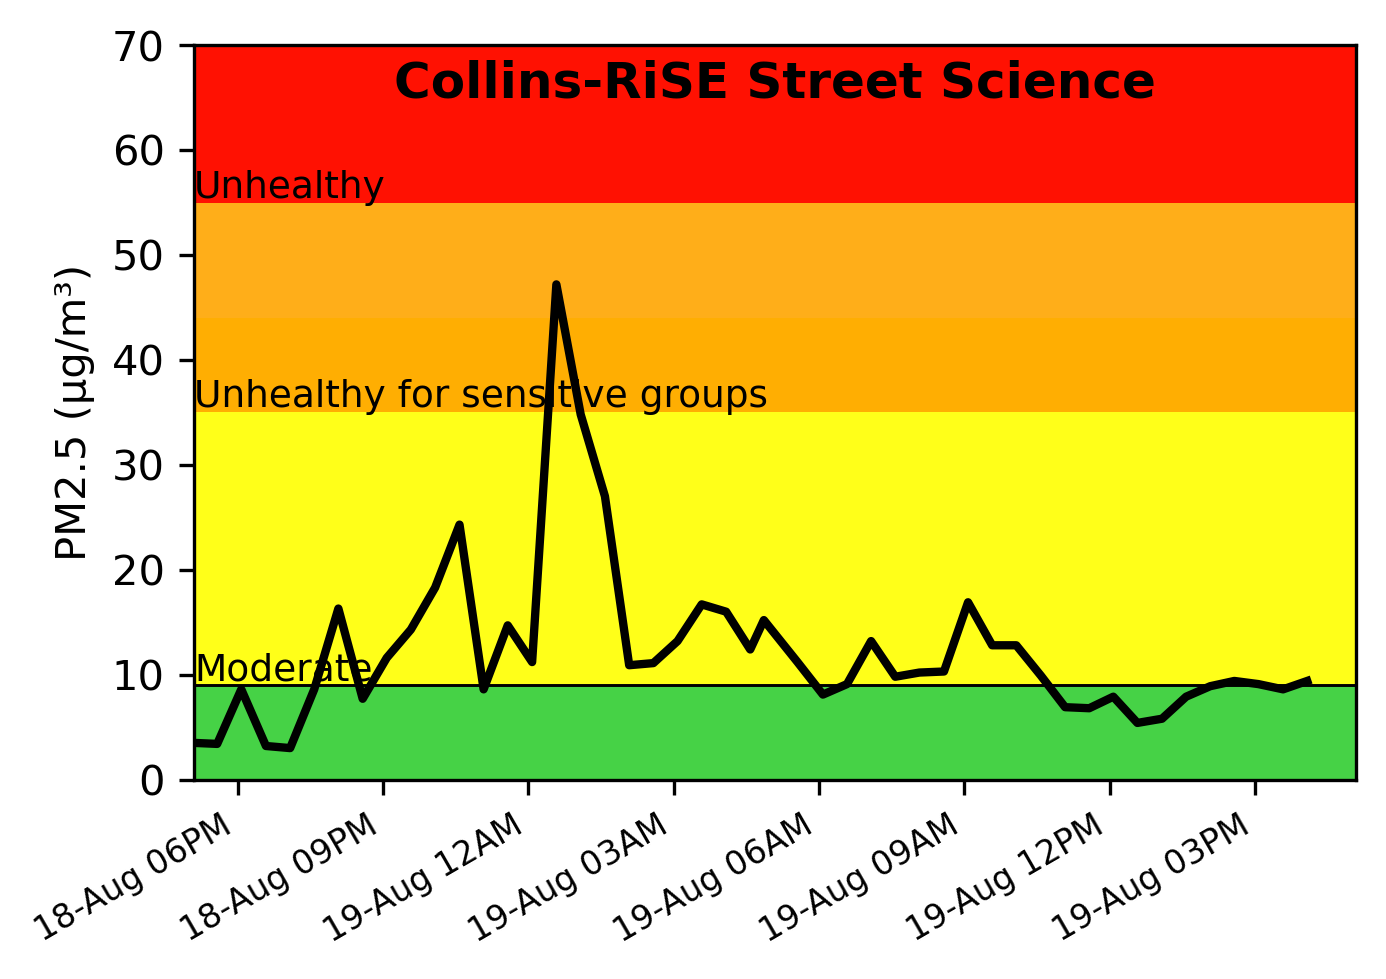 Collins-RiSE Street Science
70
60
50
40
30
20
10
0
PM2.5 (µg/m³)
Unhealthy
Unhealthy for sensitive groups
Moderate
18-Aug 06PM
18-Aug 09PM
19-Aug 12AM
19-Aug 03AM
19-Aug 06AM
19-Aug 09AM
19-Aug 12PM
19-Aug 03PM